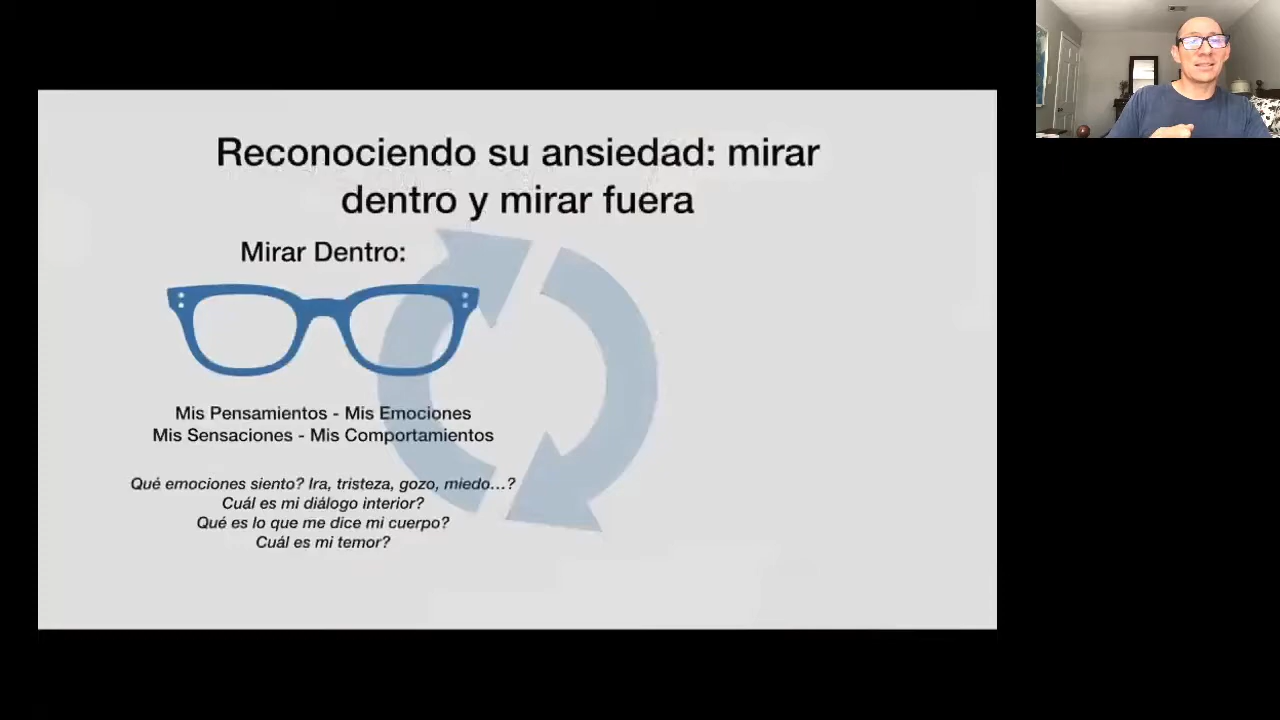 Reconociendo su ansiedad: mirar
dentro y mirar fuera
Mirar Dentro:
Mis Pensamientos - Mis Emociones
Mis Sensaciones - Mis Comportamientos
Qué emociones siento? Ira, tristeza, gozo, miedo...?
Cuál es mi diálogo interior?
Qué es lo que me dice mi cuerpo?
Cuál es mi temor?